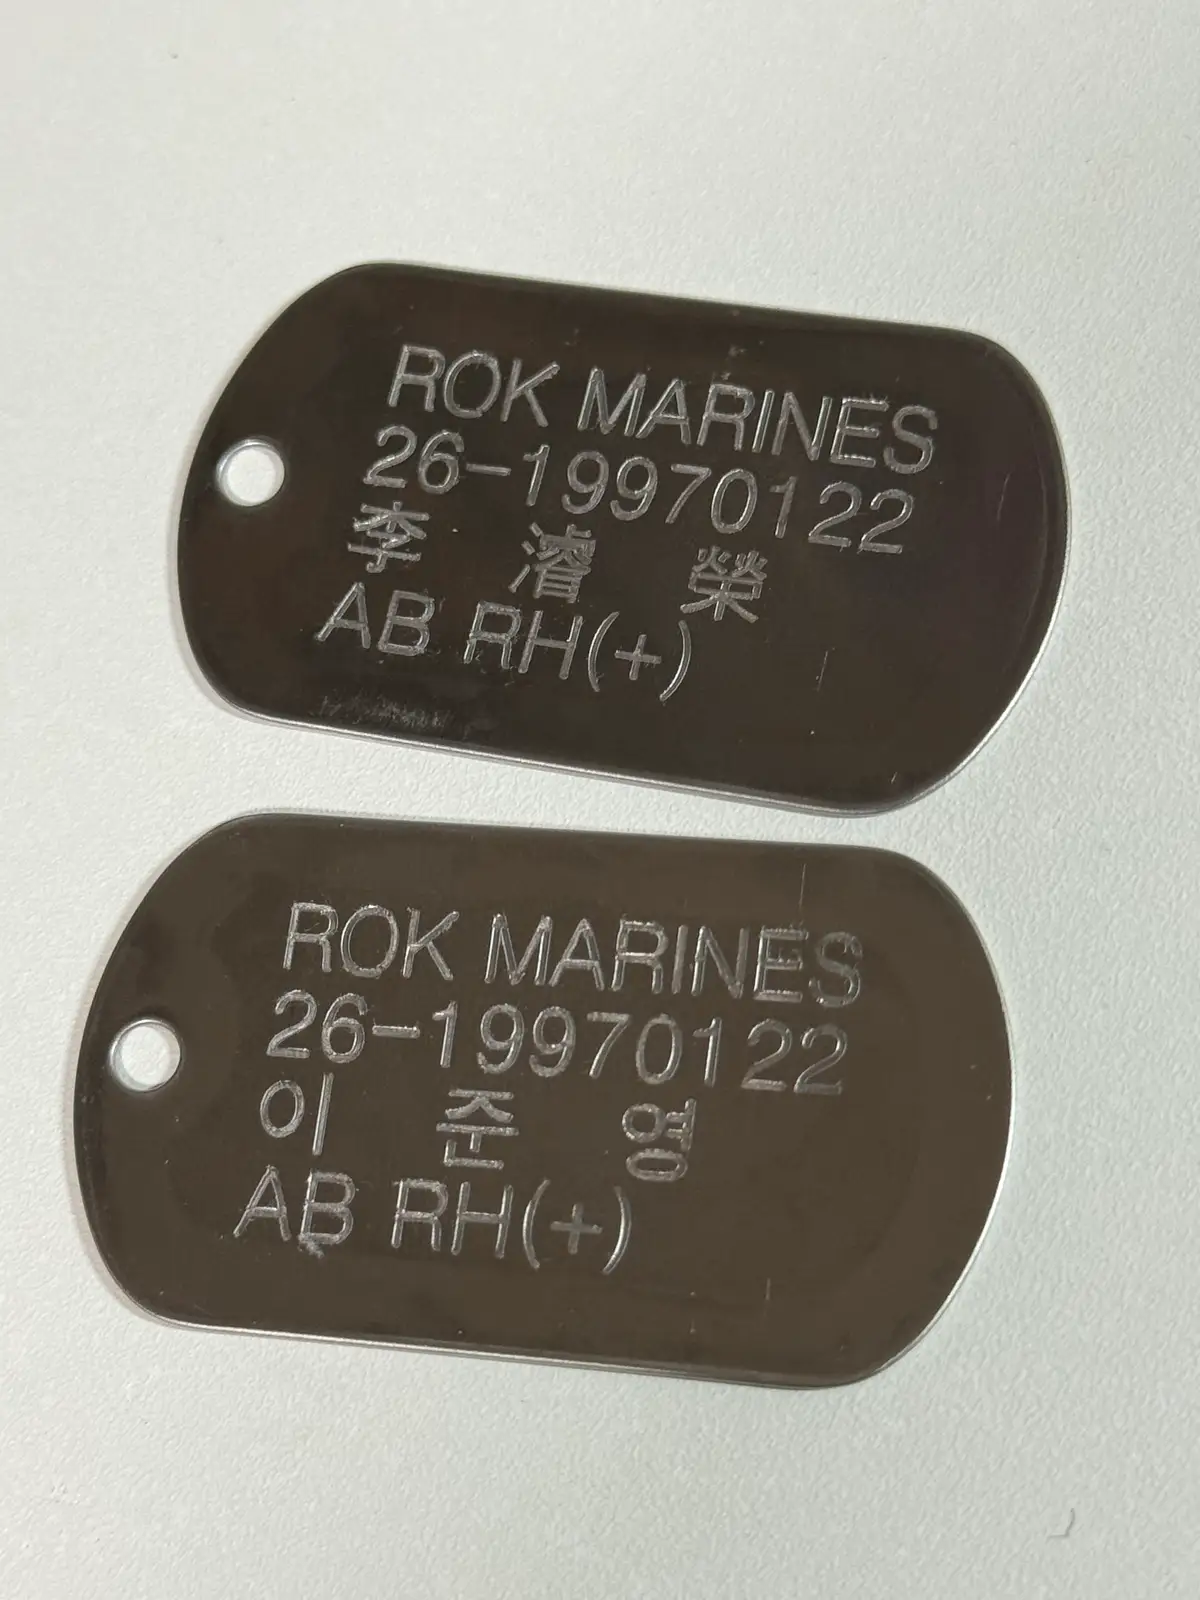 ROK MARINES
26-19970122
李 濬 榮
AB RH(+)
ROK MARINES
26-19970122
이 준 영
AB RH(+)